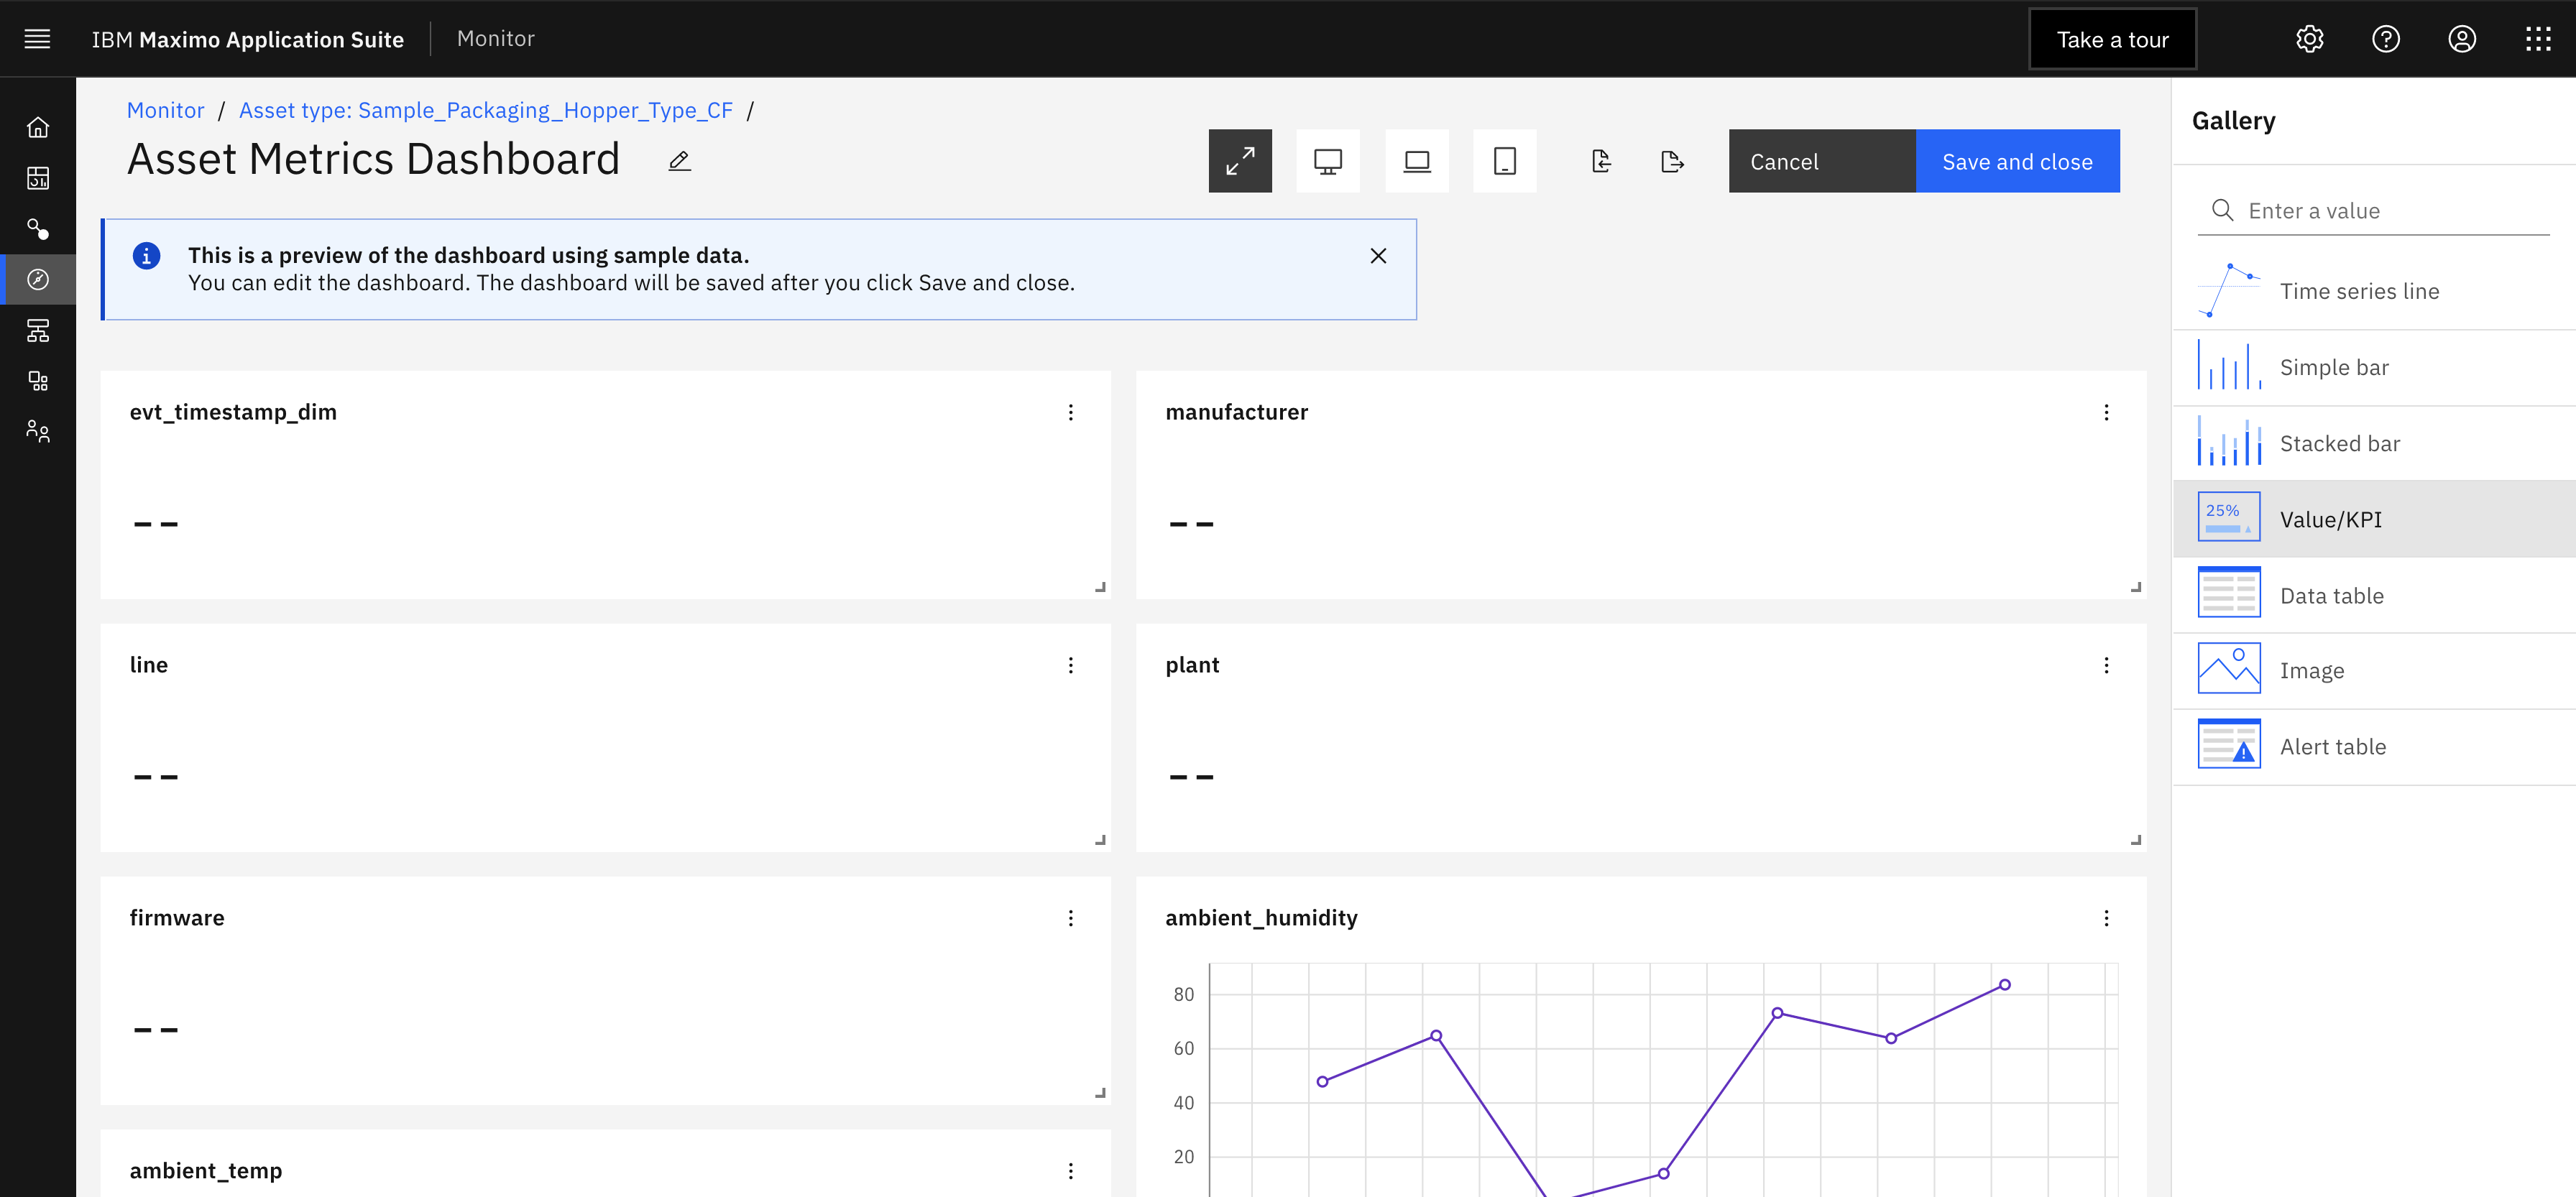 IBM Maximo Application Suite
Monitor
Take a tour
Monitor / Asset type: Sample_Packaging_Hopper_Type_CF /
Asset Metrics Dashboard
Cancel
Save and close
This is a preview of the dashboard using sample data.
You can edit the dashboard. The dashboard will be saved after you click Save and close.
evt_timestamp_dim
--
manufacturer
--
line
--
plant
--
firmware
--
ambient_humidity
80
60
40
20
ambient_temp
Gallery
Enter a value
Time series line
Simple bar
Stacked bar
25%
Value/KPI
Data table
Image
Alert table